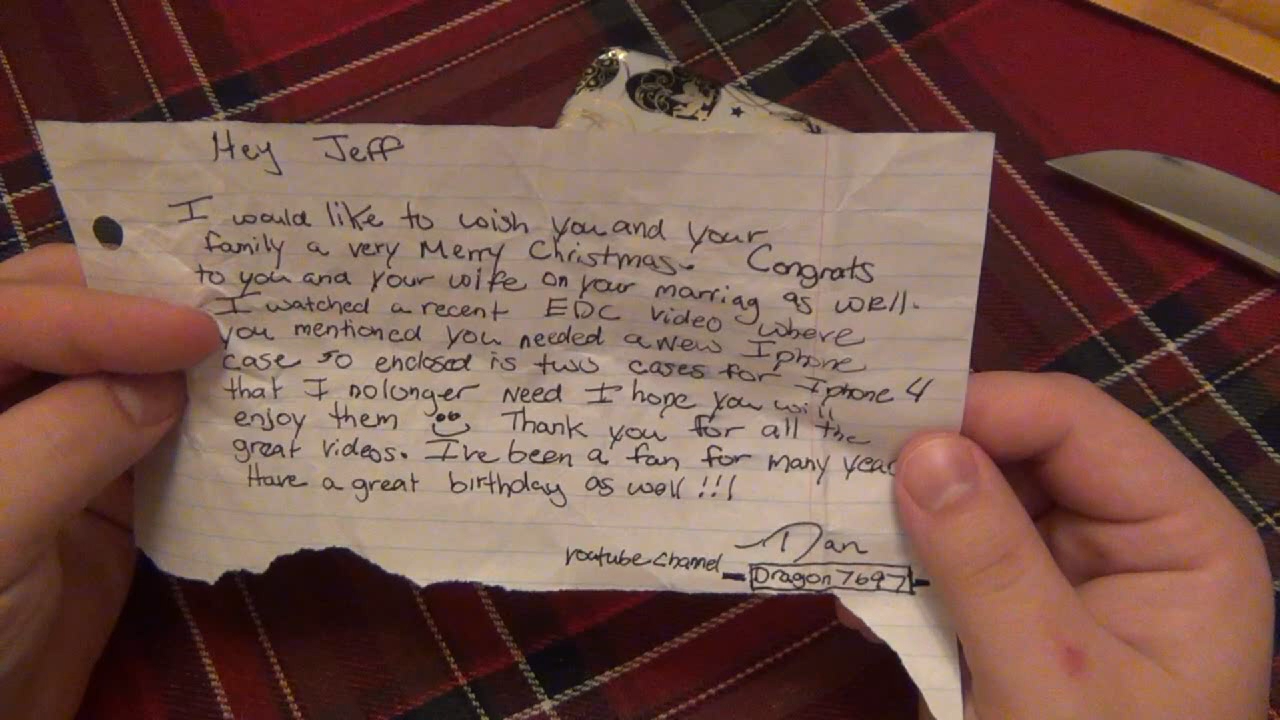 Hey Jeff
I would like to wish you and your
family a very Merry Christmas. Congrats
to you and your wife on your marriag as well.
I watched a recent EDC video where
you mentioned you needed a new Iphone
case so enclosed is two cases for Iphone 4
that I no longer need I hope you will
enjoy them Thank you for all the
great videos. I've been a fan for many
Have a great birthday as well!!!
Dan
Youtube channel
Dragon7697